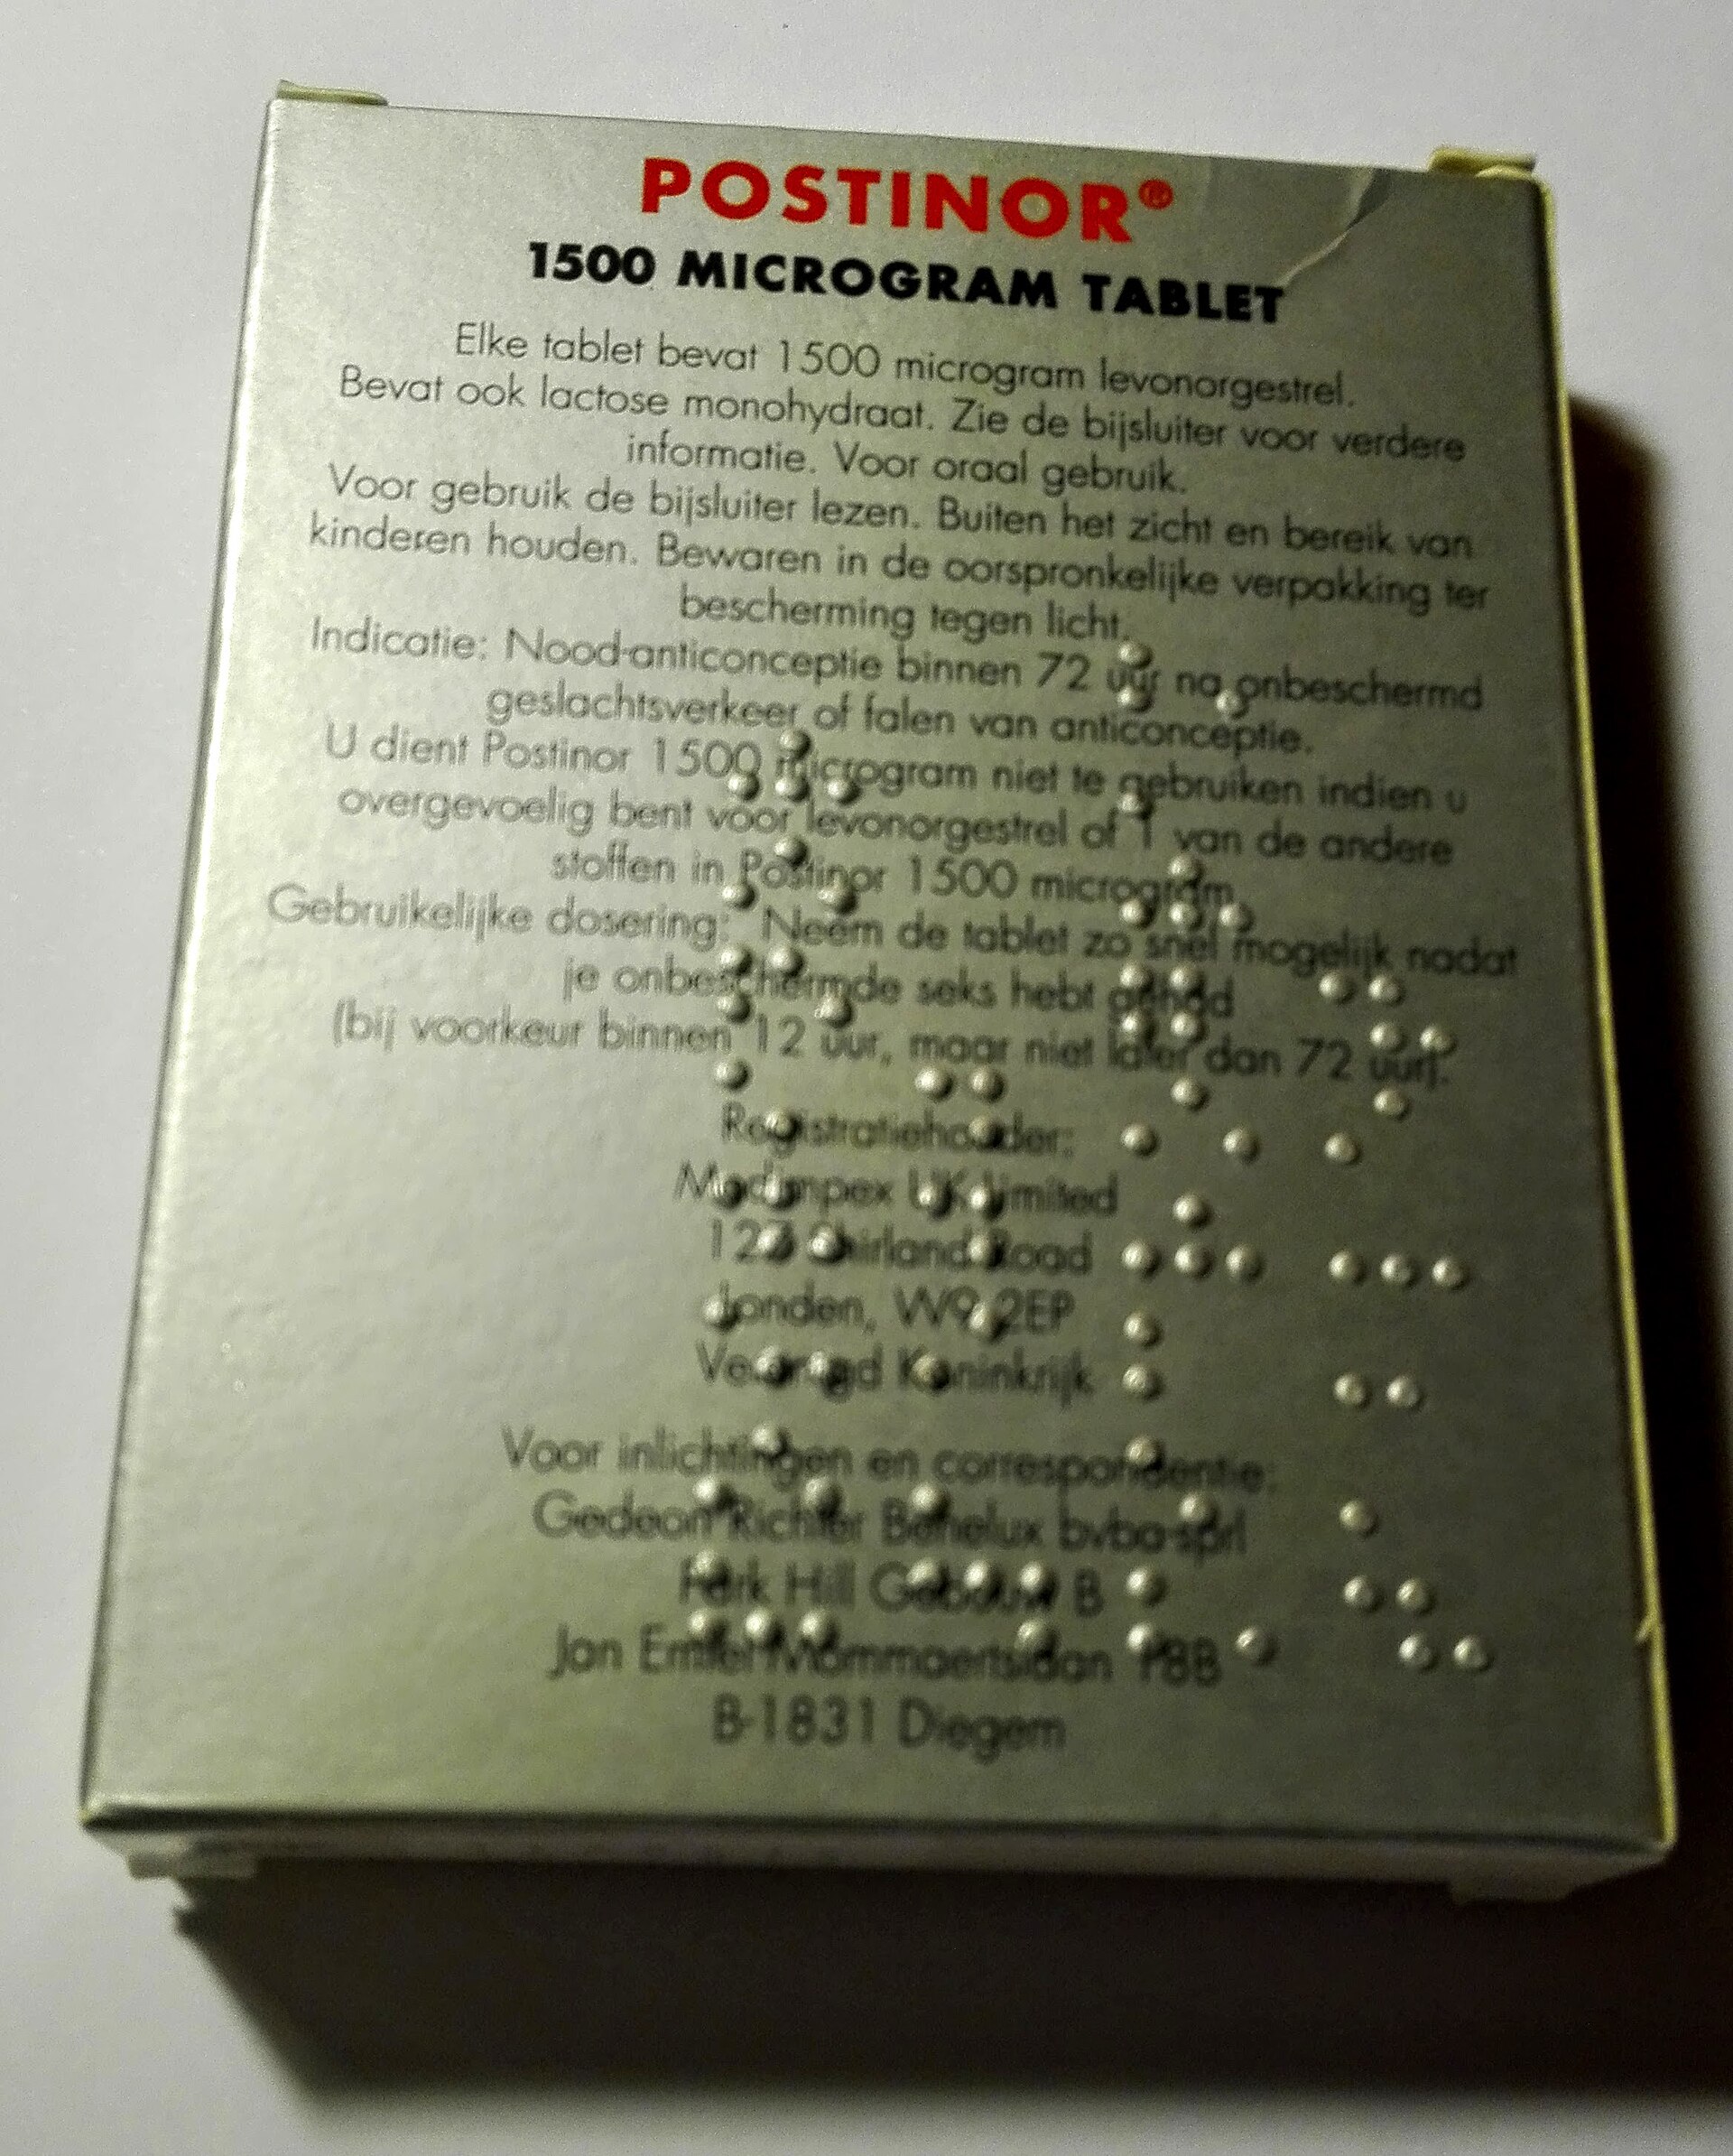 POSTINOR®
1500 MICROGRAM TABLET
Elke tablet bevat 1500 microgram levonorgestrel.
Bevat ook lactose monohydraat. Zie de bijsluiter voor verdere
informatie. Voor oraal gebruik.
Voor gebruik de bijsluiter lezen. Buiten het zicht en bereik van
kinderen houden. Bewaren in de oorspronkelijke verpakking ter
bescherming tegen licht.
Indicatie: Nood-anticonceptie binnen 72 uur na onbeschermd
geslachtsverkeer of falen van anticonceptie.
U dient Postinor 1500 microgram niet te gebruiken indien u
overgevoelig bent voor levonorgestrel of 1 van de andere
stoffen in Postinor 1500 microgram.
Gebruikelijke dosering: Neem de tablet zo snel mogelijk nadat
je onbeschermde seks hebt gehad
(bij voorkeur binnen 12 uur, maar niet later dan 72 uur).
Registratiehouder:
Medimpex UK Limited
127 Shirland Road
Londen, W9 2EP
Verenigd Koninkrijk
Voor inlichtingen en correspondentie:
Gedeon Richter Benelux bvba-sprl
Park Hill Gebouw B
Jan Emiel Mommaertslaan 18B
B-1831 Diegem